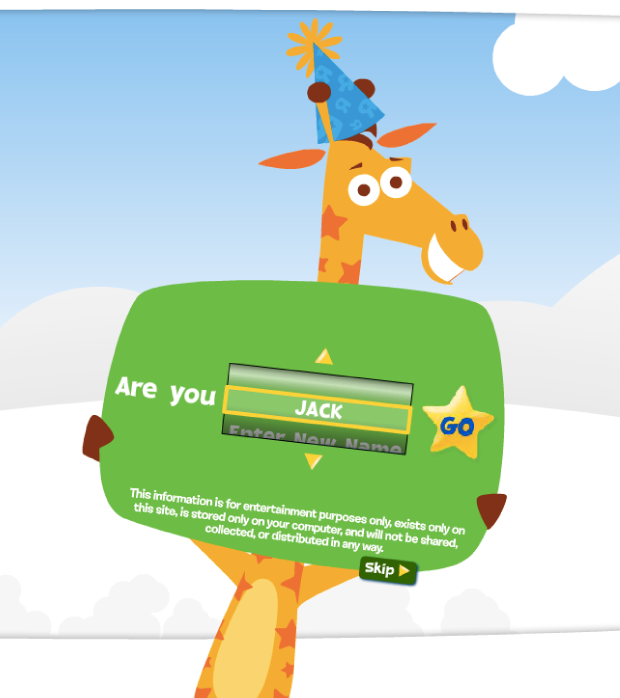 Are you
JACK
Enter New Name
GO
This information is for entertainment purposes only, exists only on
this site, is stored only on your computer, and will not be shared,
collected, or distributed in any way.
Skip